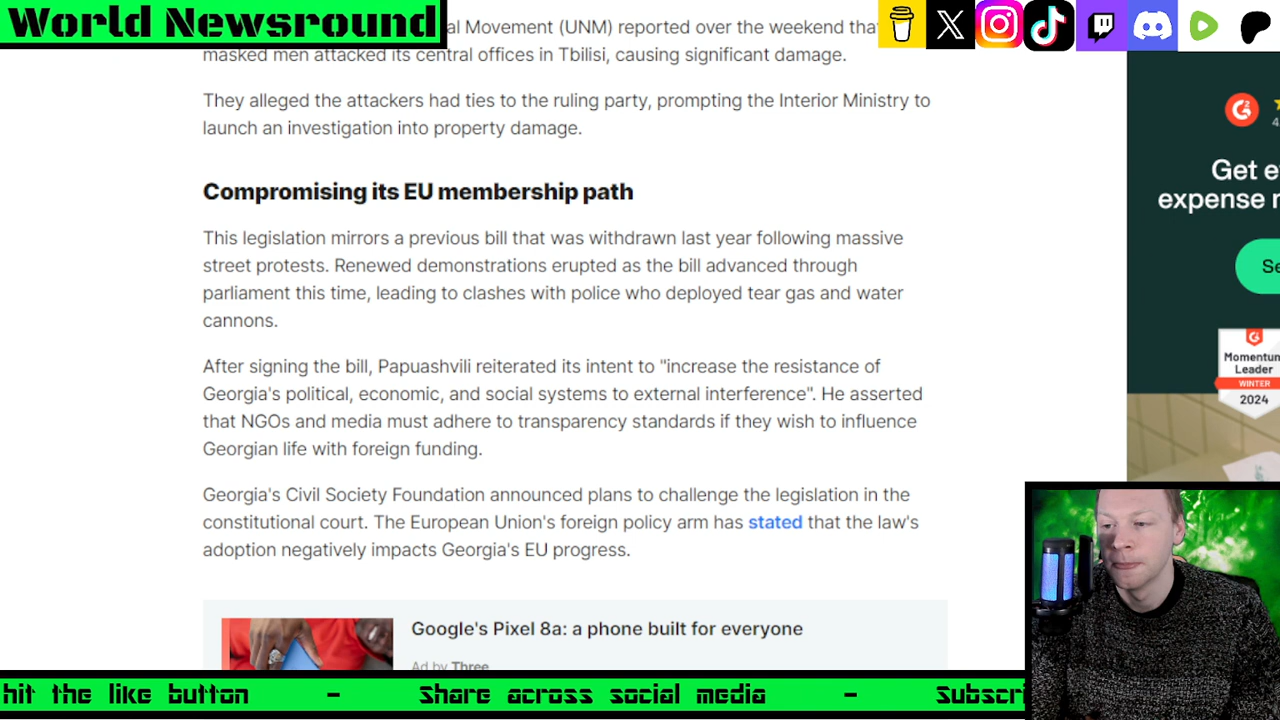 World Newsround
al Movement (UNM) reported over the weekend that
masked men attacked its central offices in Tbilisi, causing significant damage.
They alleged the attackers had ties to the ruling party, prompting the Interior Ministry to
launch an investigation into property damage.
Compromising its EU membership path
This legislation mirrors a previous bill that was withdrawn last year following massive
street protests. Renewed demonstrations erupted as the bill advanced through
parliament this time, leading to clashes with police who deployed tear gas and water
cannons.
After signing the bill, Papuashvili reiterated its intent to "increase the resistance of
Georgia's political, economic, and social systems to external interference". He asserted
that NGOs and media must adhere to transparency standards if they wish to influence
Georgian life with foreign funding.
Georgia's Civil Society Foundation announced plans to challenge the legislation in the
constitutional court. The European Union's foreign policy arm has stated that the law's
adoption negatively impacts Georgia's EU progress.
Google's Pixel 8a: a phone built for everyone
Ad by Three
Get e
expense
Se
Momentum
Leader
WINTER
2024
hit the like button - Share across social media - Subscri